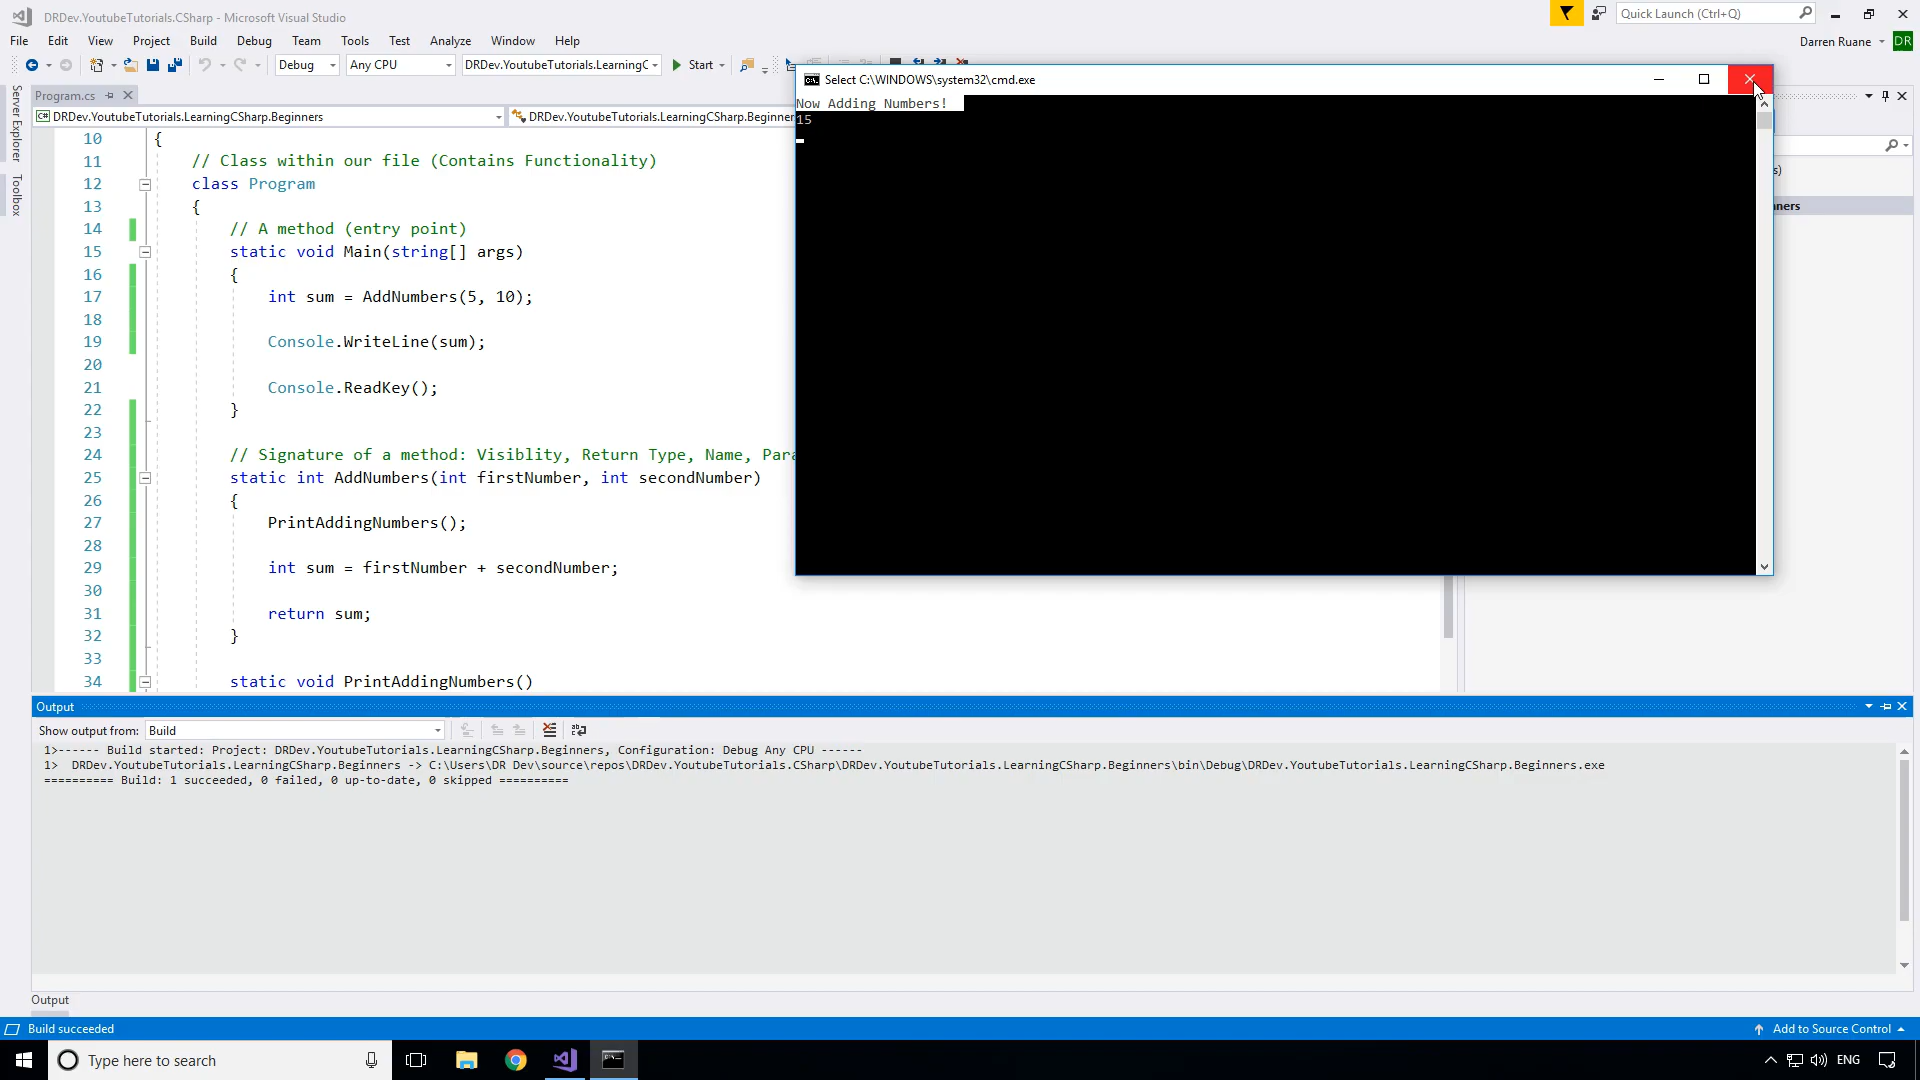 DRDev.YoutubeTutorials.CSharp - Microsoft Visual Studio
Quick Launch (Ctrl+Q)
File Edit View Project Build Debug Team Tools Test Analyze Window Help
Darren Ruane DR
Debug Any CPU DRDev.YoutubeTutorials.LearningC Start
Server Explorer
Toolbox
Program.cs
DRDev.YoutubeTutorials.LearningCSharp.Beginners
DRDev.YoutubeTutorials.LearningCSharp.Beginner
10 {
11 // Class within our file (Contains Functionality)
12 class Program
13 {
14 // A method (entry point)
15 static void Main(string[] args)
16 {
17 int sum = AddNumbers(5, 10);
18
19 Console.WriteLine(sum);
20
21 Console.ReadKey();
22 }
23
24 // Signature of a method: Visiblity, Return Type, Name, Para
25 static int AddNumbers(int firstNumber, int secondNumber)
26 {
27 PrintAddingNumbers();
28
29 int sum = firstNumber + secondNumber;
30
31 return sum;
32 }
33
34 static void PrintAddingNumbers()
Select C:\WINDOWS\system32\cmd.exe
Now Adding Numbers!
15
s)
ners
Output
Show output from: Build
1>------ Build started: Project: DRDev.YoutubeTutorials.LearningCSharp.Beginners, Configuration: Debug Any CPU ------
1> DRDev.YoutubeTutorials.LearningCSharp.Beginners -> C:\Users\DR Dev\source\repos\DRDev.YoutubeTutorials.CSharp\DRDev.YoutubeTutorials.LearningCSharp.Beginners\bin\Debug\DRDev.YoutubeTutorials.LearningCSharp.Beginners.exe
========== Build: 1 succeeded, 0 failed, 0 up-to-date, 0 skipped ==========
Output
Build succeeded
Add to Source Control
Type here to search
ENG